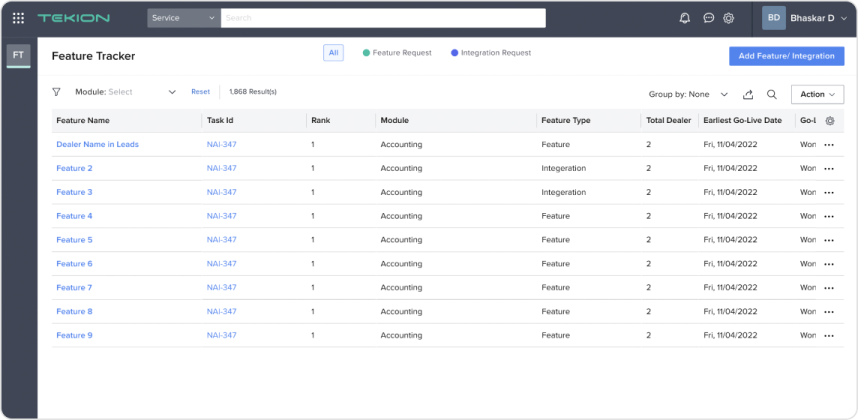 TEKION Service Search BD Bhaskar D
FT Feature Tracker All Feature Request Integration Request Add Feature/ Integration
Module: Select Reset 1,868 Result(s) Group by: None Action
Feature Name Task Id Rank Module Feature Type Total Dealer Earliest Go-Live Date Go-L
Dealer Name in Leads NAI-347 1 Accounting Feature 2 Fri, 11/04/2022 Won ...
Feature 2 NAI-347 1 Accounting Integeration 2 Fri, 11/04/2022 Won ...
Feature 3 NAI-347 1 Accounting Integeration 2 Fri, 11/04/2022 Won ...
Feature 4 NAI-347 1 Accounting Feature 2 Fri, 11/04/2022 Won ...
Feature 5 NAI-347 1 Accounting Feature 2 Fri, 11/04/2022 Won ...
Feature 6 NAI-347 1 Accounting Feature 2 Fri, 11/04/2022 Won ...
Feature 7 NAI-347 1 Accounting Feature 2 Fri, 11/04/2022 Won ...
Feature 8 NAI-347 1 Accounting Feature 2 Fri, 11/04/2022 Won ...
Feature 9 NAI-347 1 Accounting Feature 2 Fri, 11/04/2022 Won ...